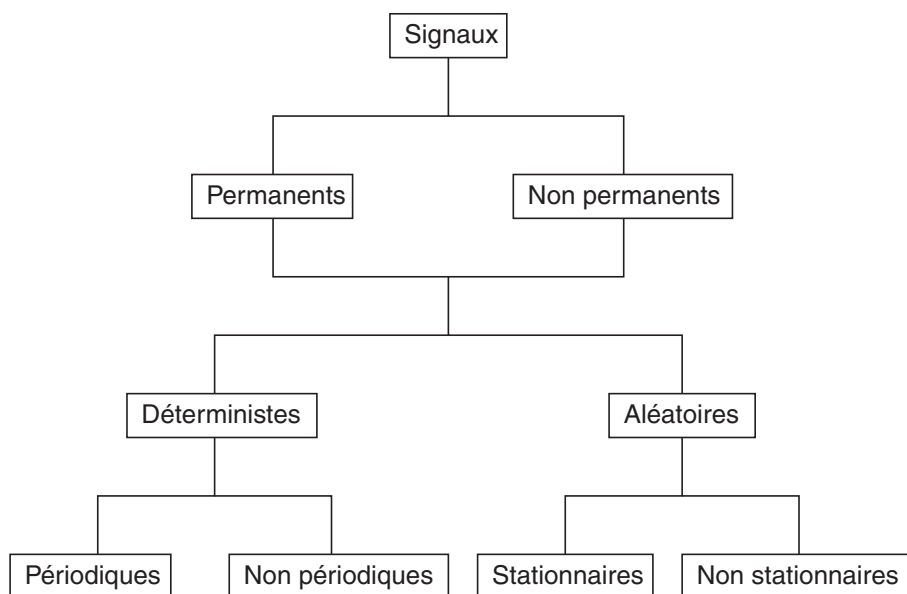 Signaux
Permanents
Non permanents
Déterministes
Aléatoires
Périodiques
Non périodiques
Stationnaires
Non stationnaires